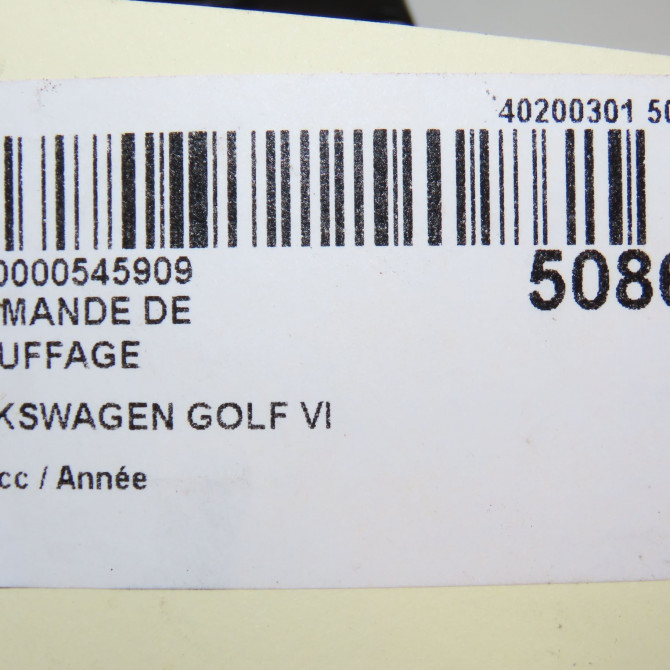 40200301 50
0000545909
5080
MANDE DE
UFFAGE
KSWAGEN GOLF VI
cc / Année